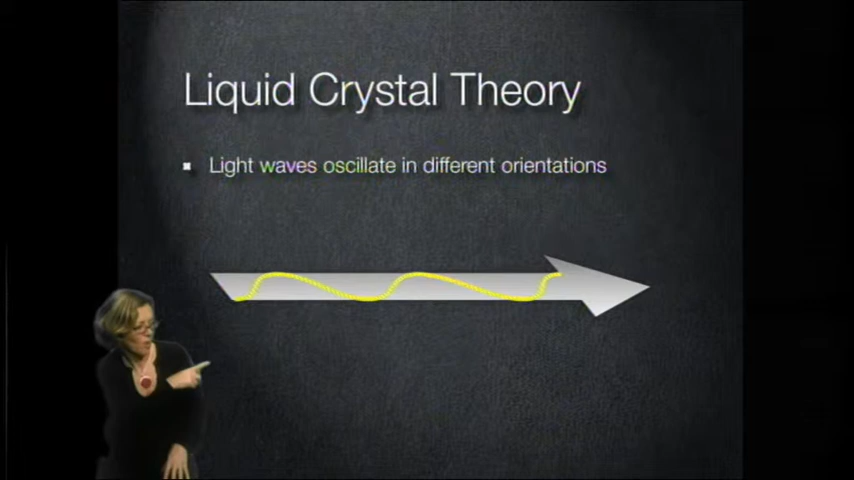 Liquid Crystal Theory
Light waves oscillate in different orientations